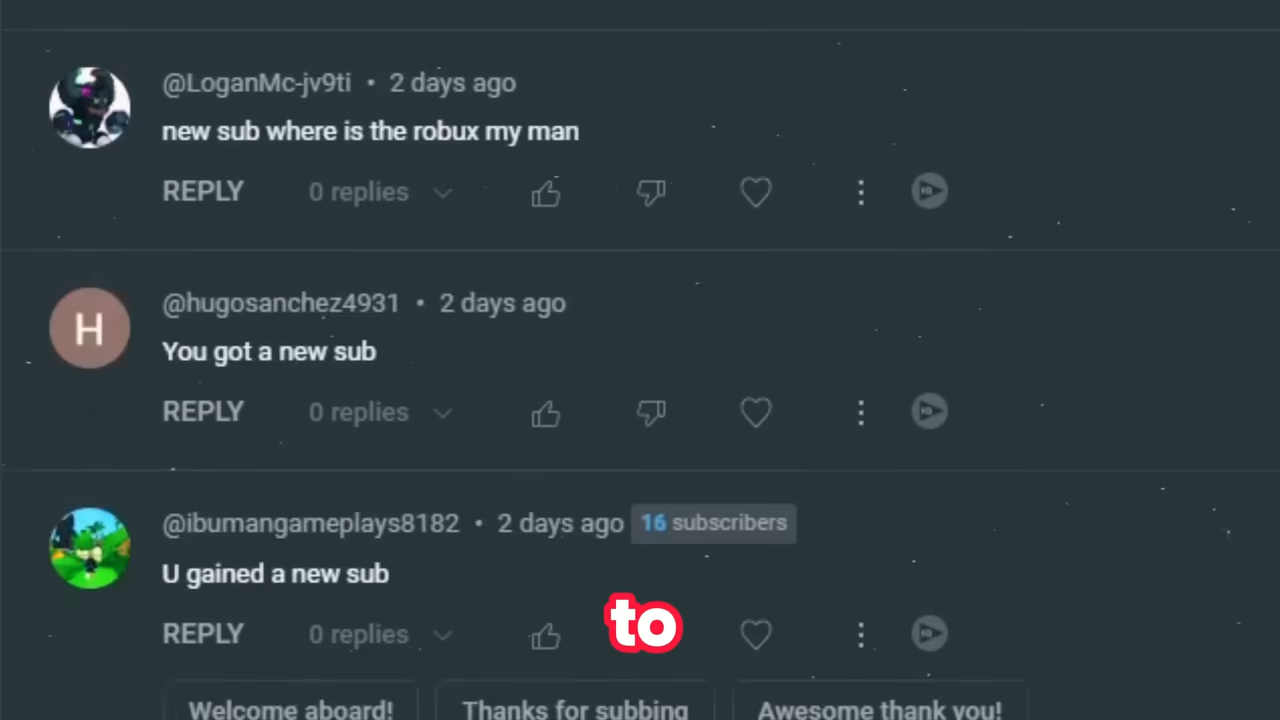 @LoganMc-jv9ti • 2 days ago
new sub where is the robux my man
REPLY 0 replies
@hugosanchez4931 • 2 days ago
H
You got a new sub
REPLY 0 replies
@ibumangameplays8182 • 2 days ago 16 subscribers
U gained a new sub
to
REPLY 0 replies
Welcome aboard! Thanks for subbing Awesome thank you!